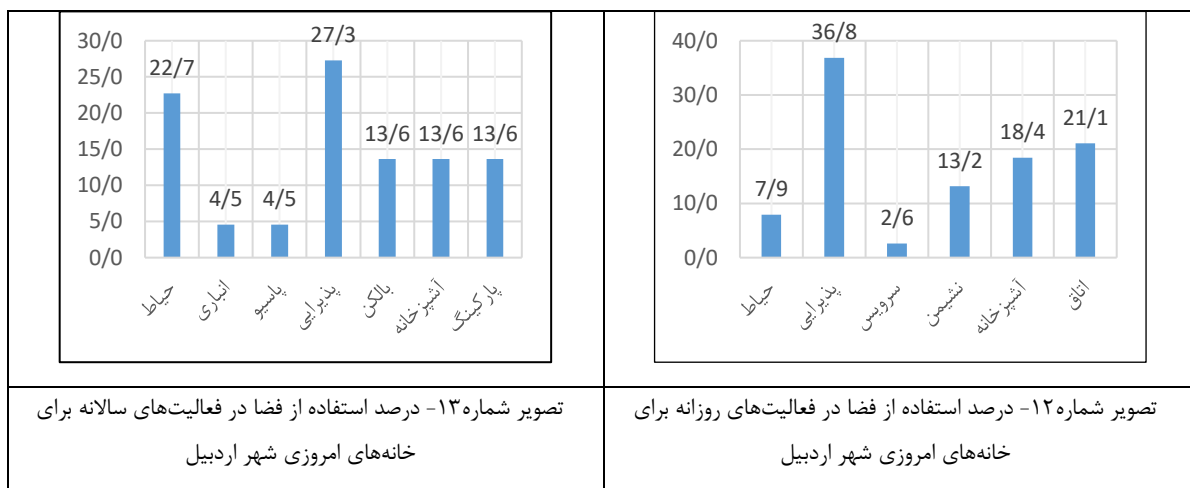 40/0
30/0
20/0
10/0
0/0
7/9
36/8
2/6
13/2
18/4
21/1
حیاط
پذیرایی
سرویس
نشیمن
آشپزخانه
اتاق
تصویر شماره۱۲- درصد استفاده از فضا در فعالیت‌های روزانه برای
خانه‌های امروزی شهر اردبیل
30/0
25/0
20/0
15/0
10/0
5/0
0/0
22/7
4/5
4/5
27/3
13/6
13/6
13/6
حیاط
انباری
پاسیو
پذیرایی
بالکن
آشپزخانه
پارکینگ
تصویر شماره۱۳- درصد استفاده از فضا در فعالیت‌های سالانه برای
خانه‌های امروزی شهر اردبیل